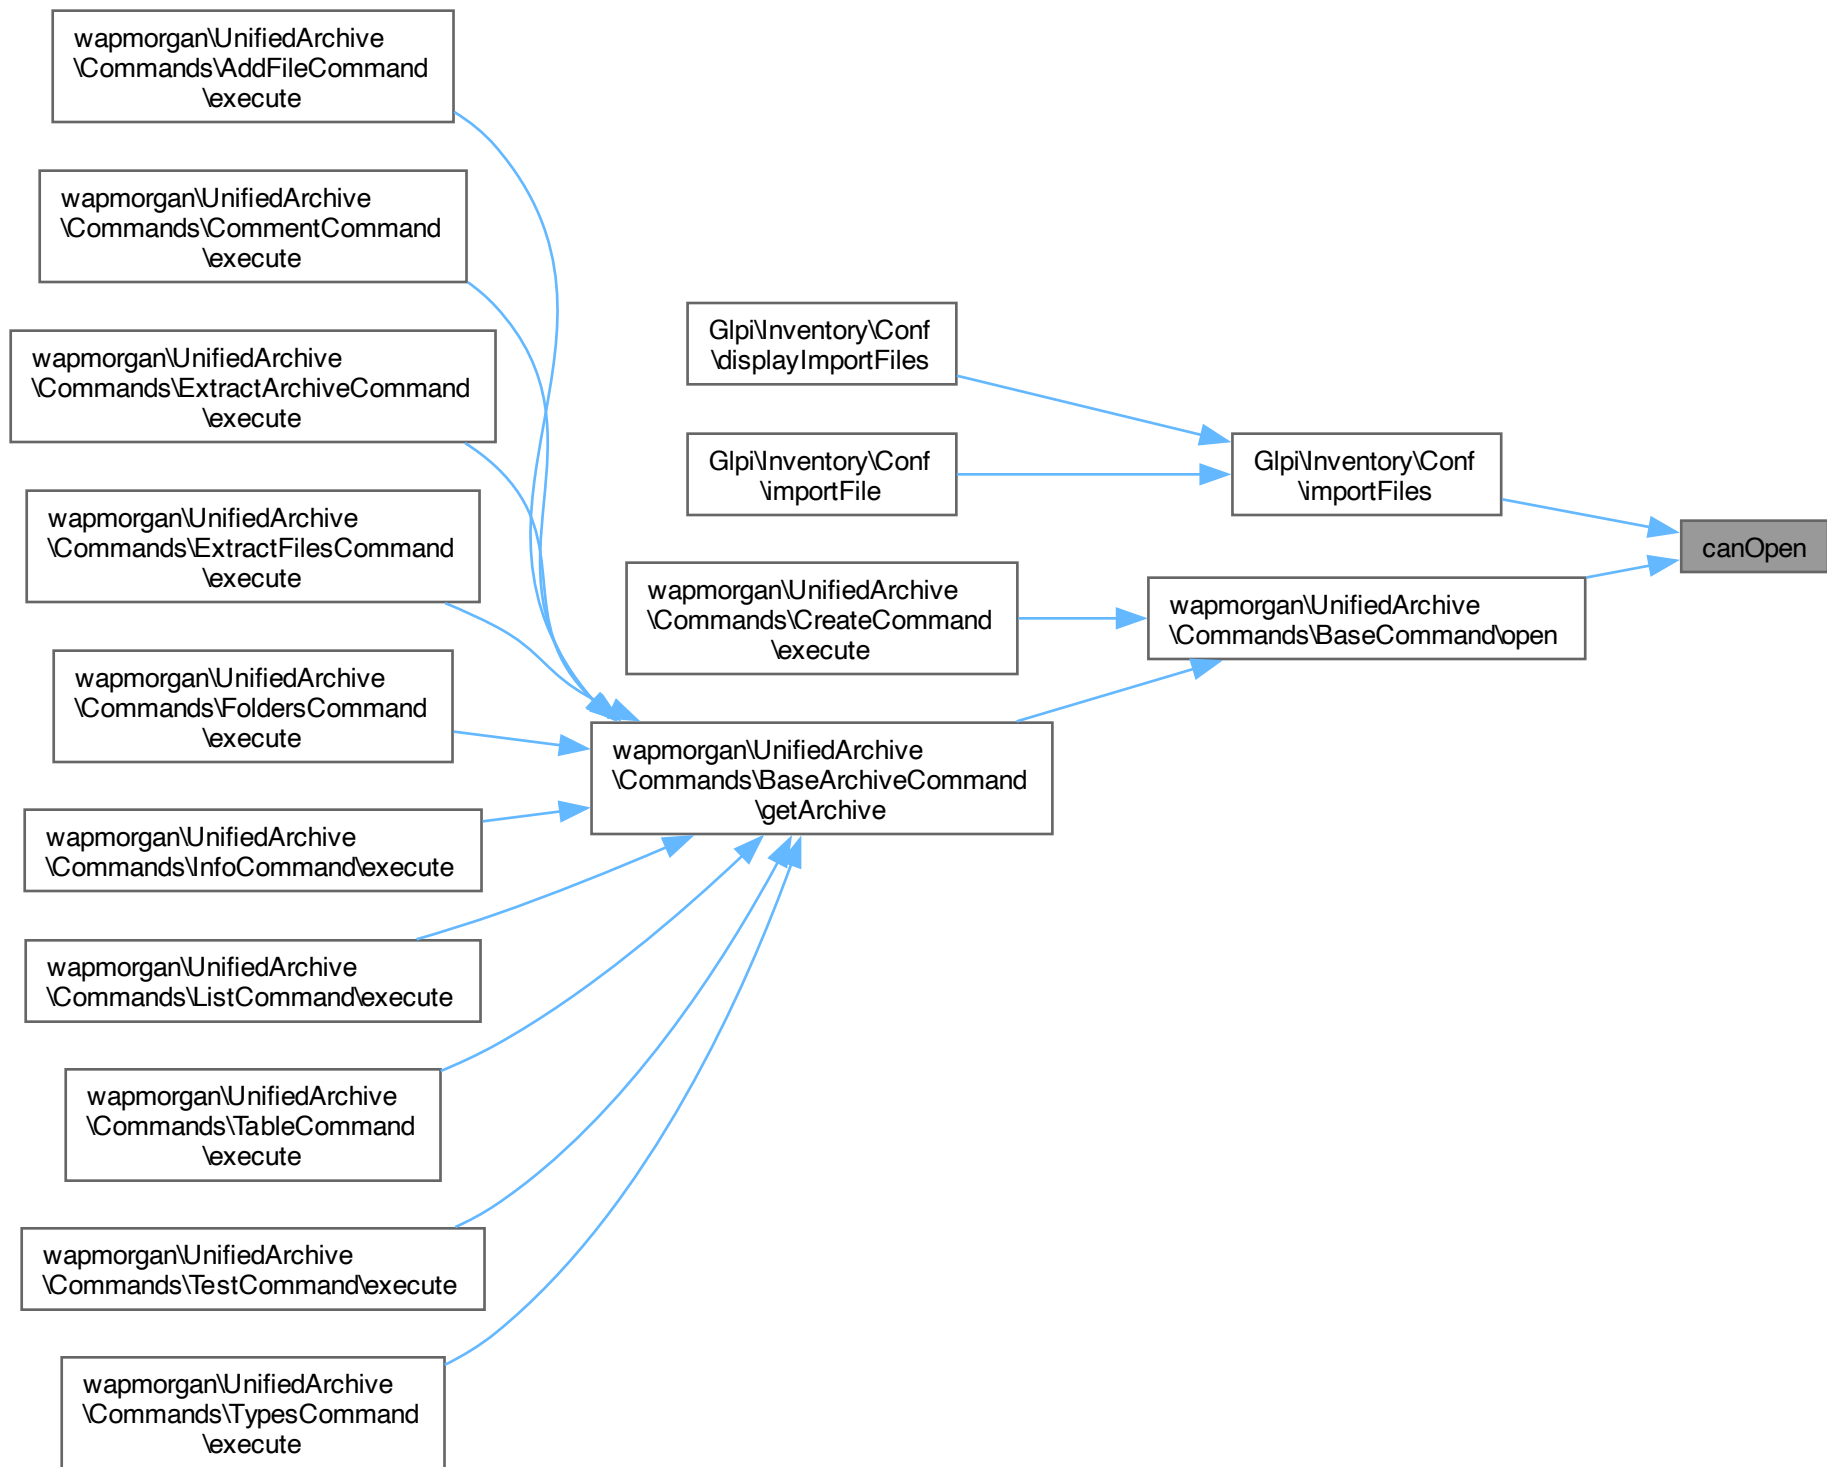 wapmorgan\UnifiedArchive
\Commands\AddFileCommand
\execute
wapmorgan\UnifiedArchive
\Commands\CommentCommand
\execute
wapmorgan\UnifiedArchive
\Commands\ExtractArchiveCommand
\execute
wapmorgan\UnifiedArchive
\Commands\ExtractFilesCommand
\execute
wapmorgan\UnifiedArchive
\Commands\FoldersCommand
\execute
wapmorgan\UnifiedArchive
\Commands\InfoCommand\execute
wapmorgan\UnifiedArchive
\Commands\ListCommand\execute
wapmorgan\UnifiedArchive
\Commands\TableCommand
\execute
wapmorgan\UnifiedArchive
\Commands\TestCommand\execute
wapmorgan\UnifiedArchive
\Commands\TypesCommand
\execute
Glpi\Inventory\Conf
\displayImportFiles
Glpi\Inventory\Conf
\importFile
wapmorgan\UnifiedArchive
\Commands\CreateCommand
\execute
wapmorgan\UnifiedArchive
\Commands\BaseArchiveCommand
\getArchive
Glpi\Inventory\Conf
\importFiles
wapmorgan\UnifiedArchive
\Commands\BaseCommand\open
canOpen